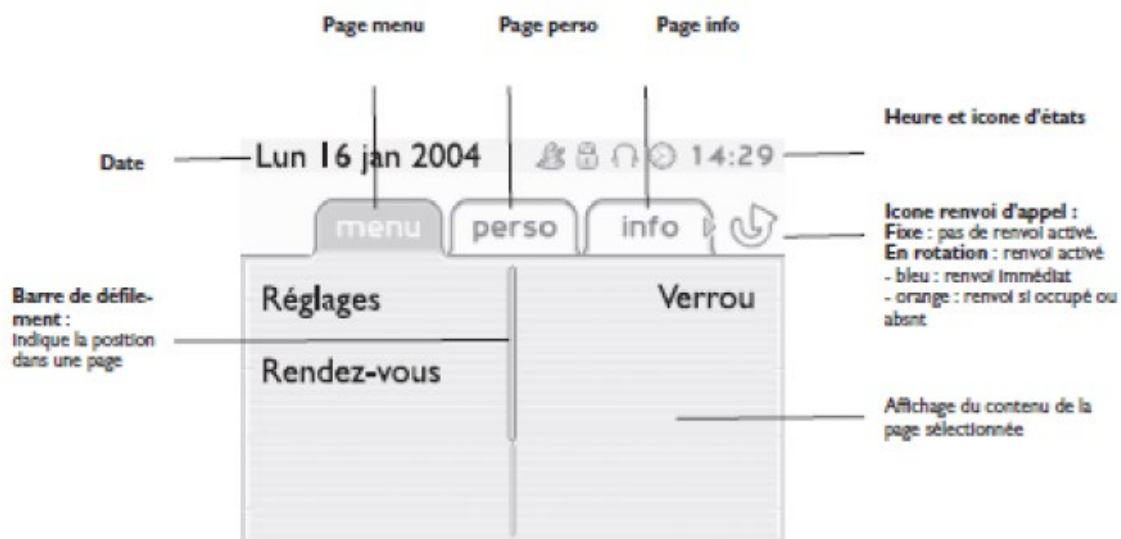 Page menu Page perso Page info
Heure et icone d'états
Date
Lun 16 jan 2004 14:29
menu perso info
Icone renvoi d'appel :
Fixe : pas de renvoi activé.
En rotation : renvoi activé
- bleu : renvoi immédiat
- orange : renvoi si occupé ou
absnt
Barre de défile-
ment :
indique la position
dans une page
Réglages Verrou
Rendez-vous
Affichage du contenu de la
page sélectionnée